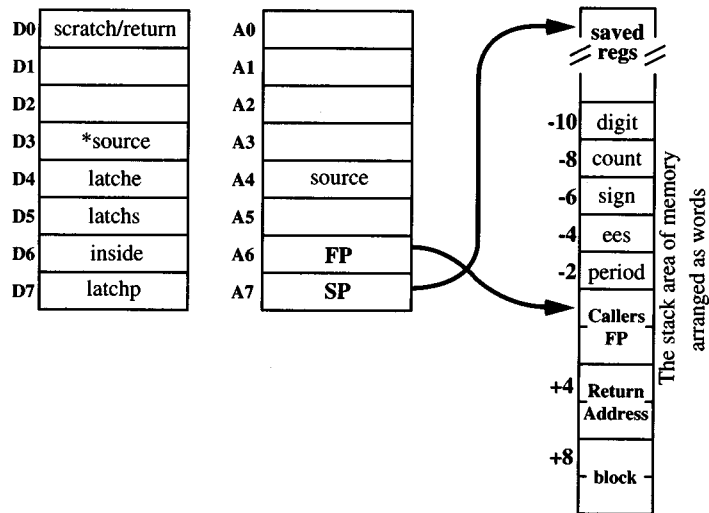 D0 scratch/return
D1
D2
D3 *source
D4 latche
D5 latchs
D6 inside
D7 latchp
A0
A1
A2
A3
A4 source
A5
A6 FP
A7 SP
saved
regs
-10 digit
-8 count
-6 sign
-4 ees
-2 period
Callers
FP
+4 Return
Address
+8
block
The stack area of memory
arranged as words